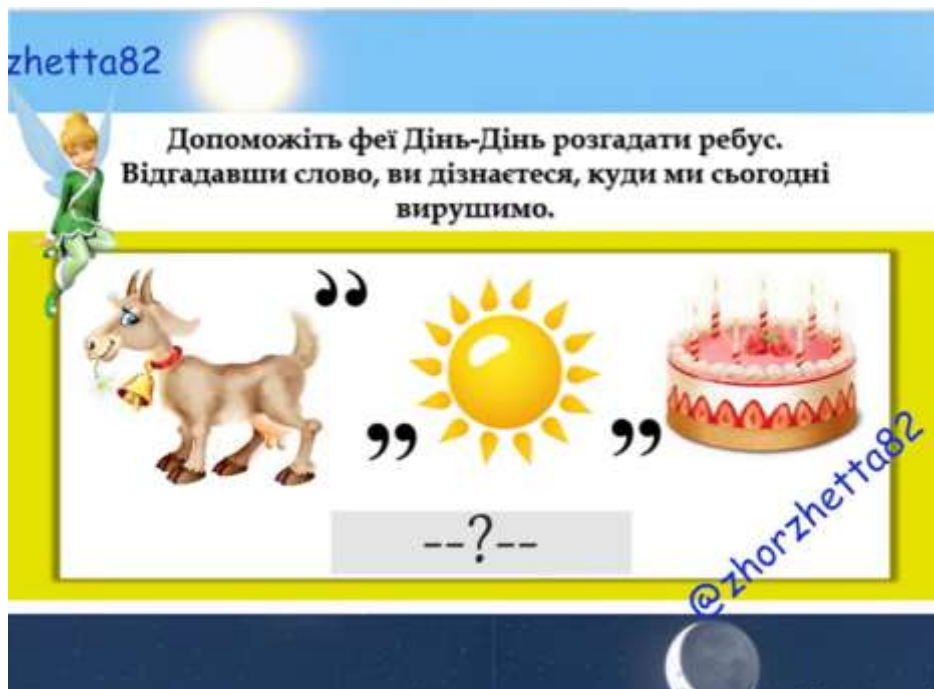 zhetta82
Допоможіть феї Дінь-Дінь розгадати ребус.
Відгадавши слово, ви дізнаєтеся, куди ми сьогодні
вирушимо.
,,
,,
,,
--?--
@zhorzhetta82